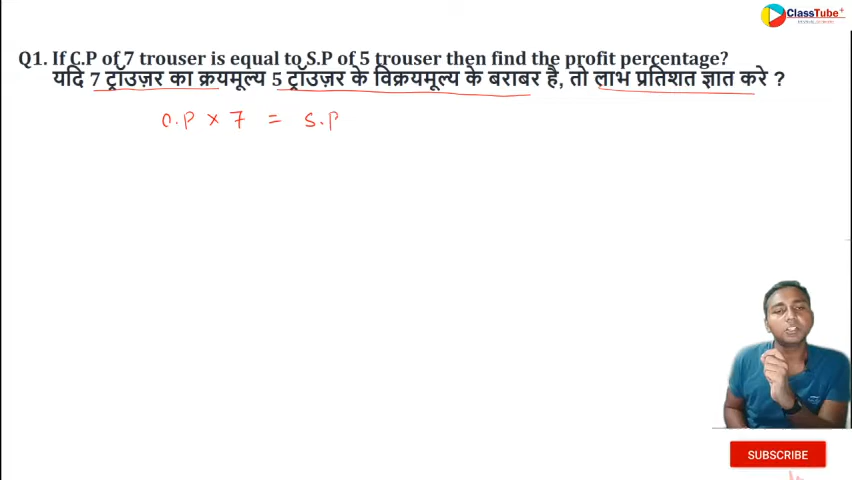 ClassTube+
Q1. If C.P of 7 trouser is equal to S.P of 5 trouser then find the profit percentage?
यदि 7 ट्रॉउज़र का क्रयमूल्य 5 ट्रॉउज़र के विक्रयमूल्य के बराबर है, तो लाभ प्रतिशत ज्ञात करे ?
C.P × 7 = S.P
SUBSCRIBE